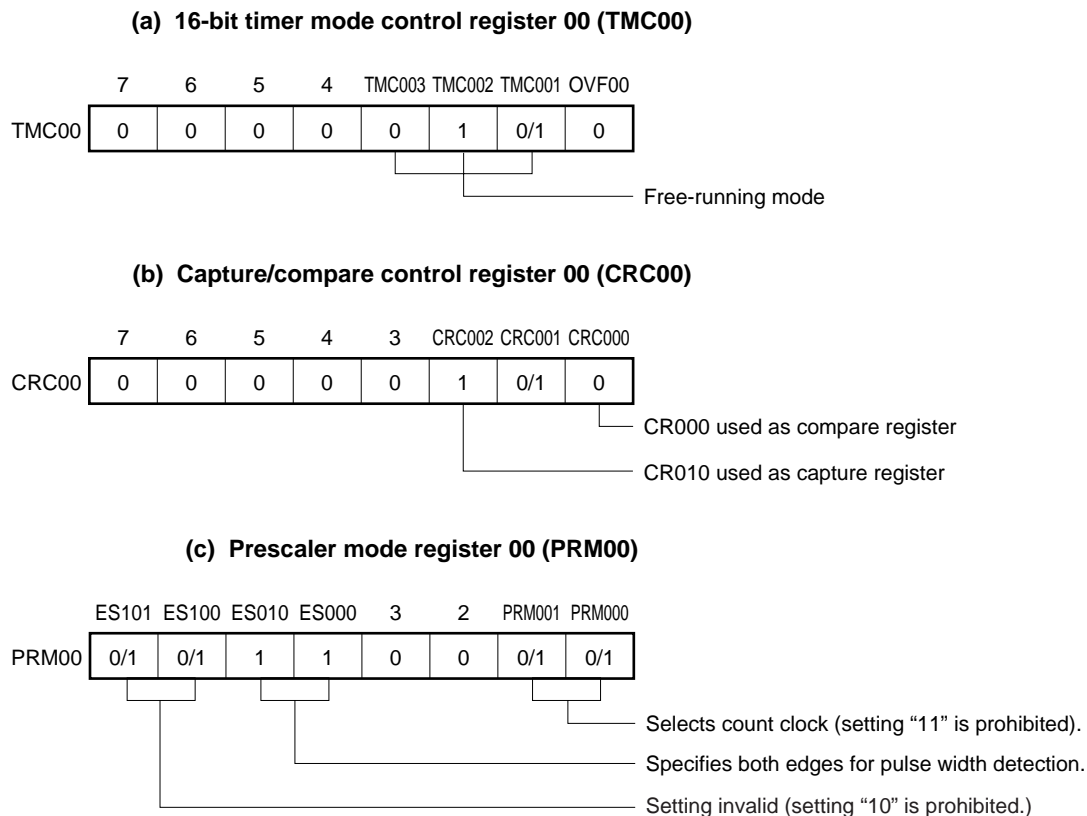 (a) 16-bit timer mode control register 00 (TMC00)
7 6 5 4 TMC003 TMC002 TMC001 OVF00
TMC00 0 0 0 0 0 1 0/1 0
Free-running mode
(b) Capture/compare control register 00 (CRC00)
7 6 5 4 3 CRC002 CRC001 CRC000
CRC00 0 0 0 0 0 1 0/1 0
CR000 used as compare register
CR010 used as capture register
(c) Prescaler mode register 00 (PRM00)
ES101 ES100 ES010 ES000 3 2 PRM001 PRM000
PRM00 0/1 0/1 1 1 0 0 0/1 0/1
Selects count clock (setting “11” is prohibited).
Specifies both edges for pulse width detection.
Setting invalid (setting “10” is prohibited.)